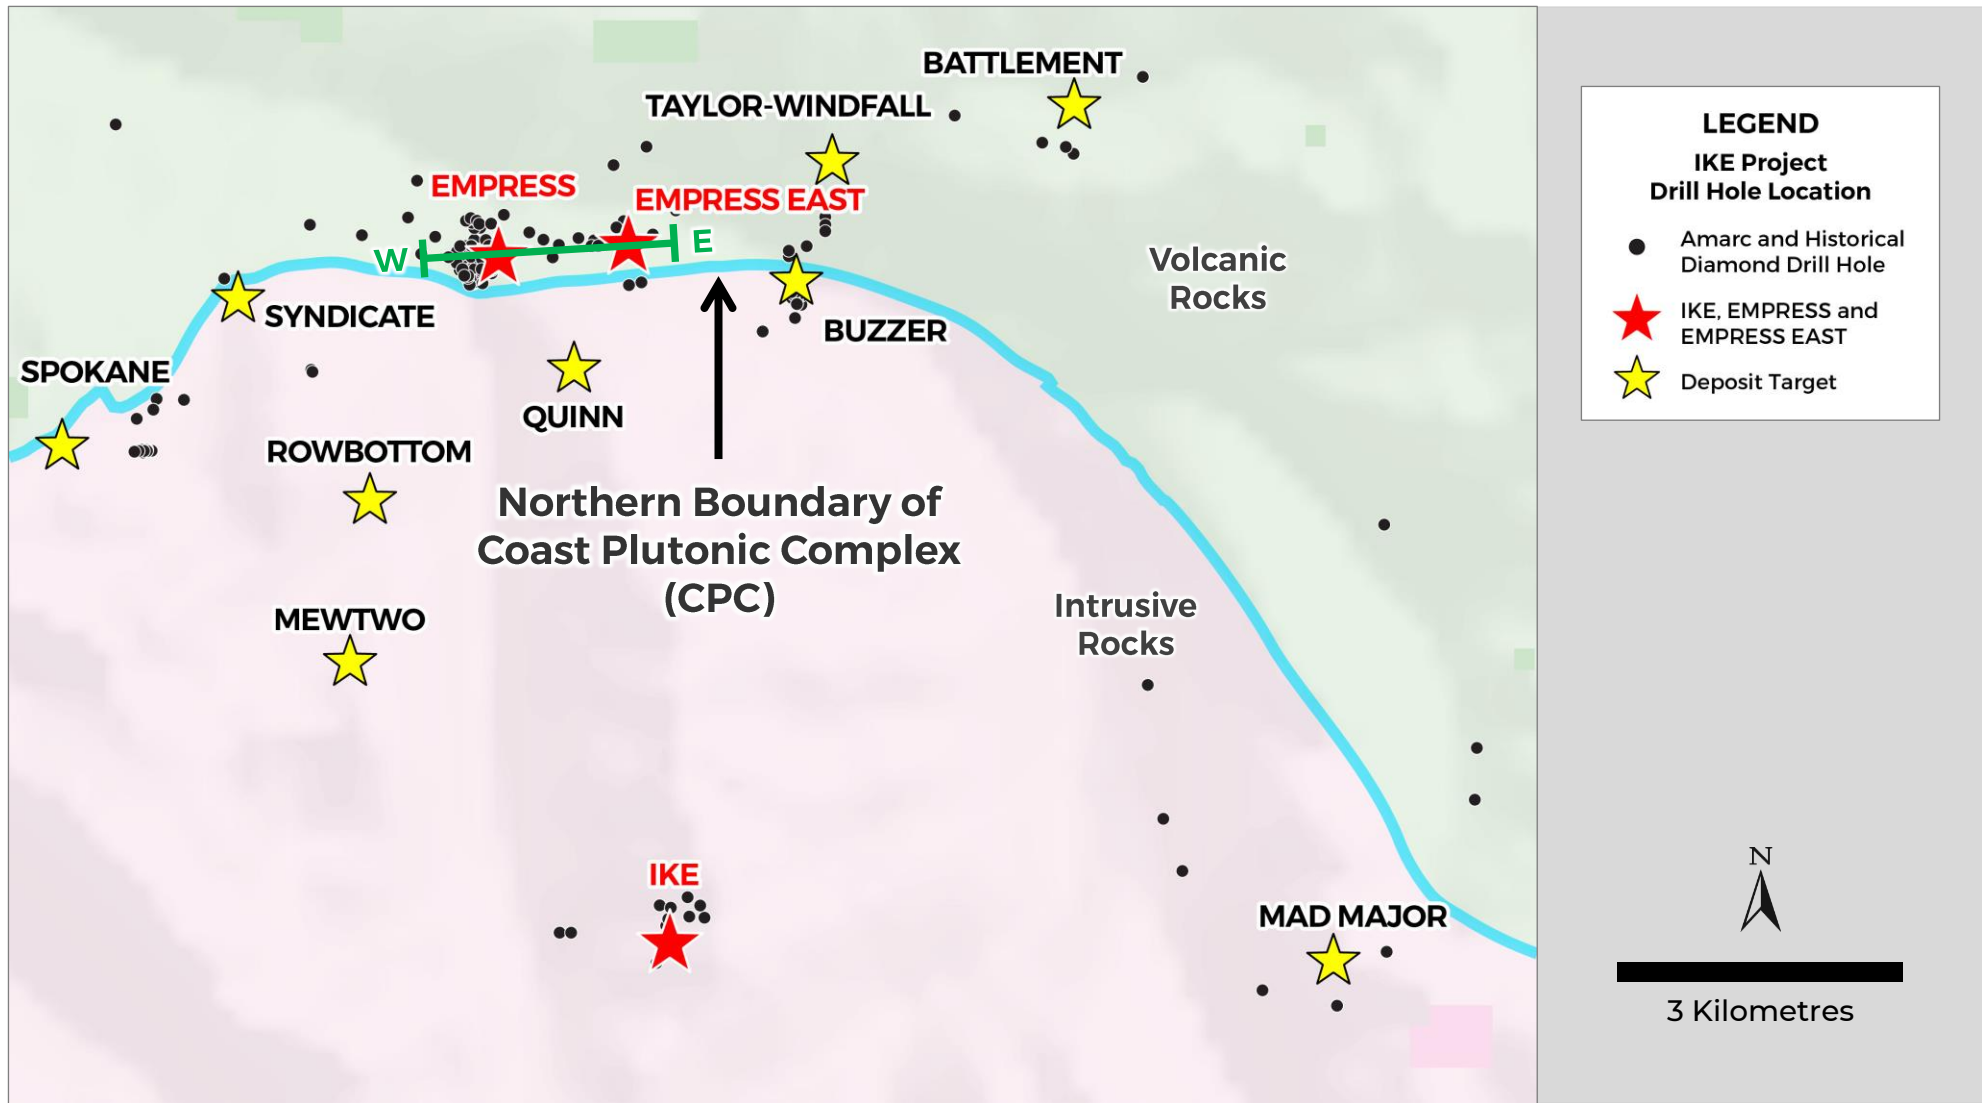 BATTLEMENT
TAYLOR-WINDFALL
EMPRESS
EMPRESS EAST
W
E
Volcanic
Rocks
SYNDICATE
BUZZER
SPOKANE
QUINN
ROWBOTTOM
Northern Boundary of
Coast Plutonic Complex
(CPC)
Intrusive
Rocks
MEWTWO
IKE
MAD MAJOR
LEGEND
IKE Project
Drill Hole Location
Amarc and Historical
Diamond Drill Hole
IKE, EMPRESS and
EMPRESS EAST
Deposit Target
N
3 Kilometres